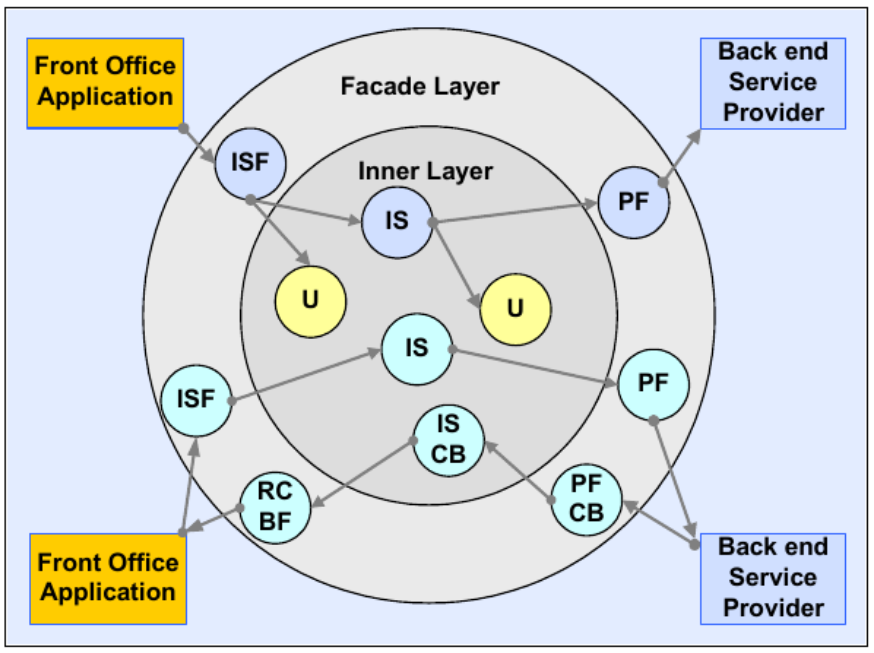 Front Office
Application
Facade Layer
Back end
Service
Provider
ISF
Inner Layer
IS
PF
U
U
IS
PF
ISF
IS
CB
RC
BF
PF
CB
Front Office
Application
Back end
Service
Provider